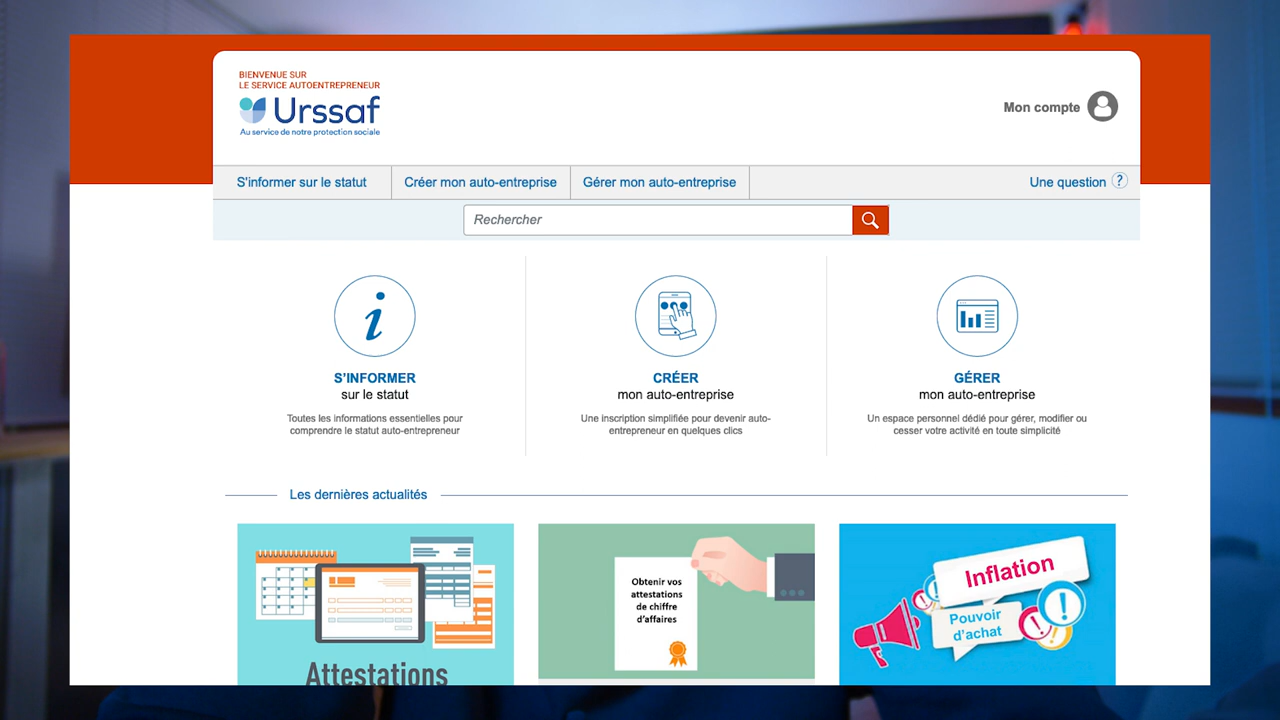 BIENVENUE SUR
LE SERVICE AUTOENTREPRENEUR
Urssaf
Au service de notre protection sociale
Mon compte
S'informer sur le statut
Créer mon auto-entreprise
Gérer mon auto-entreprise
Une question ?
Rechercher
i
S'INFORMER
sur le statut
Toutes les informations essentielles pour
comprendre le statut auto-entrepreneur
CRÉER
mon auto-entreprise
Une inscription simplifiée pour devenir auto-
entrepreneur en quelques clics
GÉRER
mon auto-entreprise
Un espace personnel dédié pour gérer, modifier ou
cesser votre activité en toute simplicité
Les dernières actualités
Attestations
Obtenir vos
attestations
de chiffre
d'affaires
Inflation
Pouvoir
d'achat